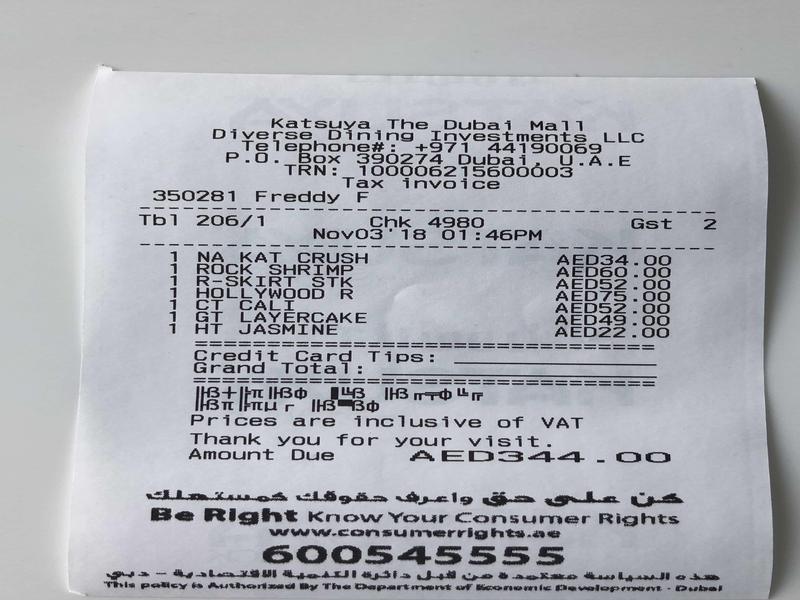 Katsuya The Dubai Mall
Diverse Dining Investments LLC
Telephone#: +971 44190069
P.O. Box 390274 Dubai, U.A.E
TRN: 100006215600003
Tax invoice
350281 Freddy F
Tbl 206/1 Chk 4980 Gst 2
Nov03'18 01:46PM
1 NA KAT CRUSH AED34.00
1 ROCK SHRIMP AED60.00
1 R-SKIRT STK AED52.00
1 HOLLYWOOD R AED75.00
1 CT CALI AED52.00
1 GT LAYERCAKE AED49.00
1 HT JASMINE AED22.00
Credit Card Tips:
Grand Total:
Prices are inclusive of VAT
Thank you for your visit.
Amount Due AED344.00
كن على حق واعرف حقوقك كمستهلك
Be Right Know Your Consumer Rights
www.consumerrights.ae
600545555
هذه السياسة معتمدة من قبل دائرة التنمية الاقتصادية - دبي
This policy is Authorized By The Department of Economic Development - Dubai